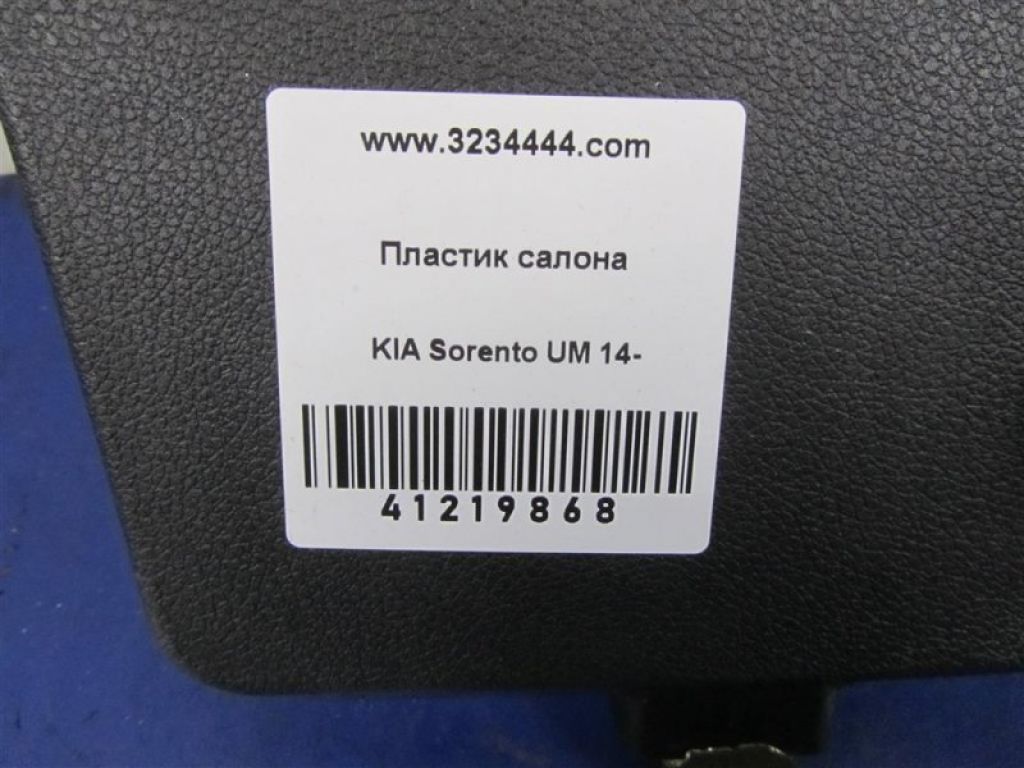 www.3234444.com
Пластик салона
KIA Sorento UM 14-
41219868